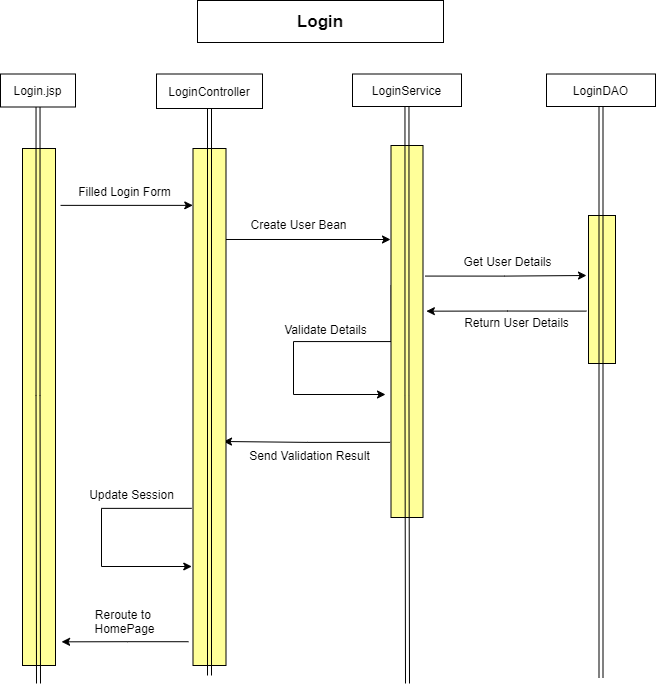 Login
Login.jsp
LoginController
LoginService
LoginDAO
Filled Login Form
Create User Bean
Get User Details
Return User Details
Validate Details
Send Validation Result
Update Session
Reroute to
HomePage